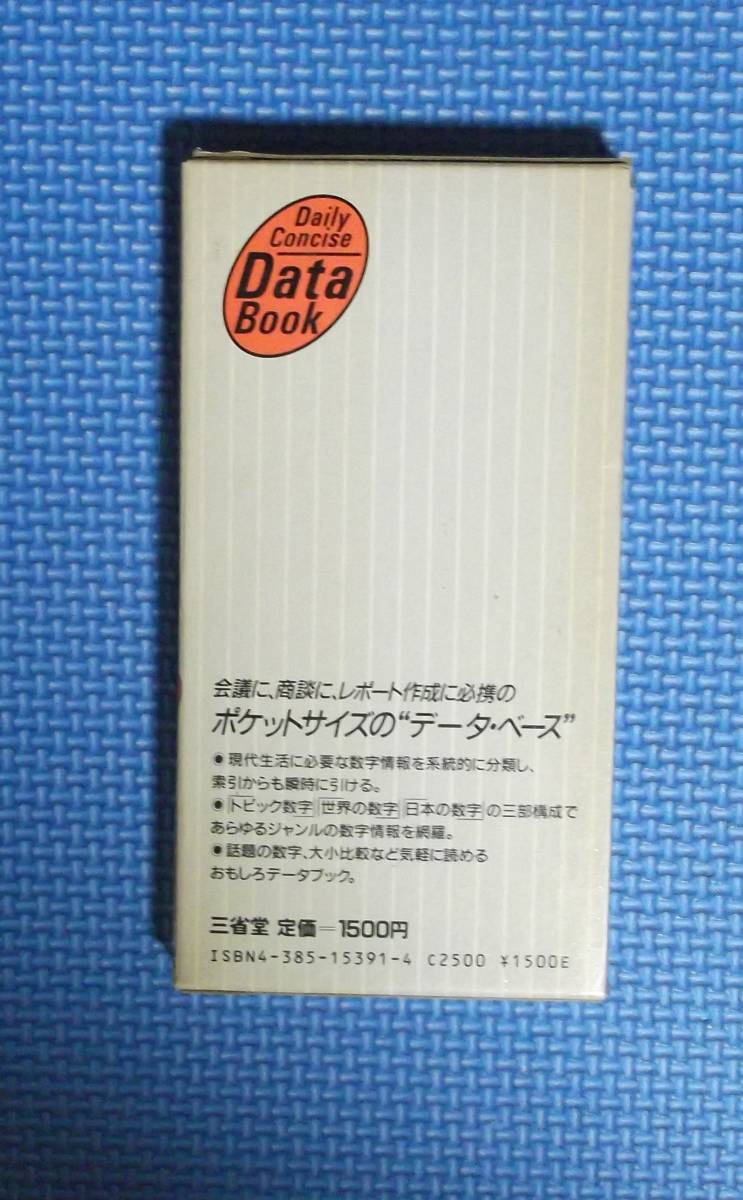 Daily
Concise
Data
Book
会議に、商談に、レポート作成に必携の
ポケットサイズの“データ・ベース”
●現代生活に必要な数字情報を系統的に分類し、
索引からも瞬時に引ける。
●トピック数字 世界の数字 日本の数字 の三部構成で
あらゆるジャンルの数字情報を網羅。
●話題の数字、大小比較など気軽に読める
おもしろデータブック。
三省堂 定価=1500円
ISBN4-385-15391-4 C2500 ¥1500E